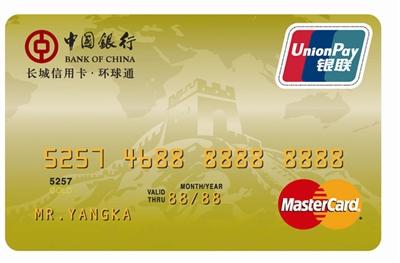 中国银行
BANK OF CHINA
长城信用卡·环球通
UnionPay
银联
5257 4688 8888 8888
5257
GOLD
MONTH/YEAR
VALID THRU 88/88
MR.YANGKA
MasterCard